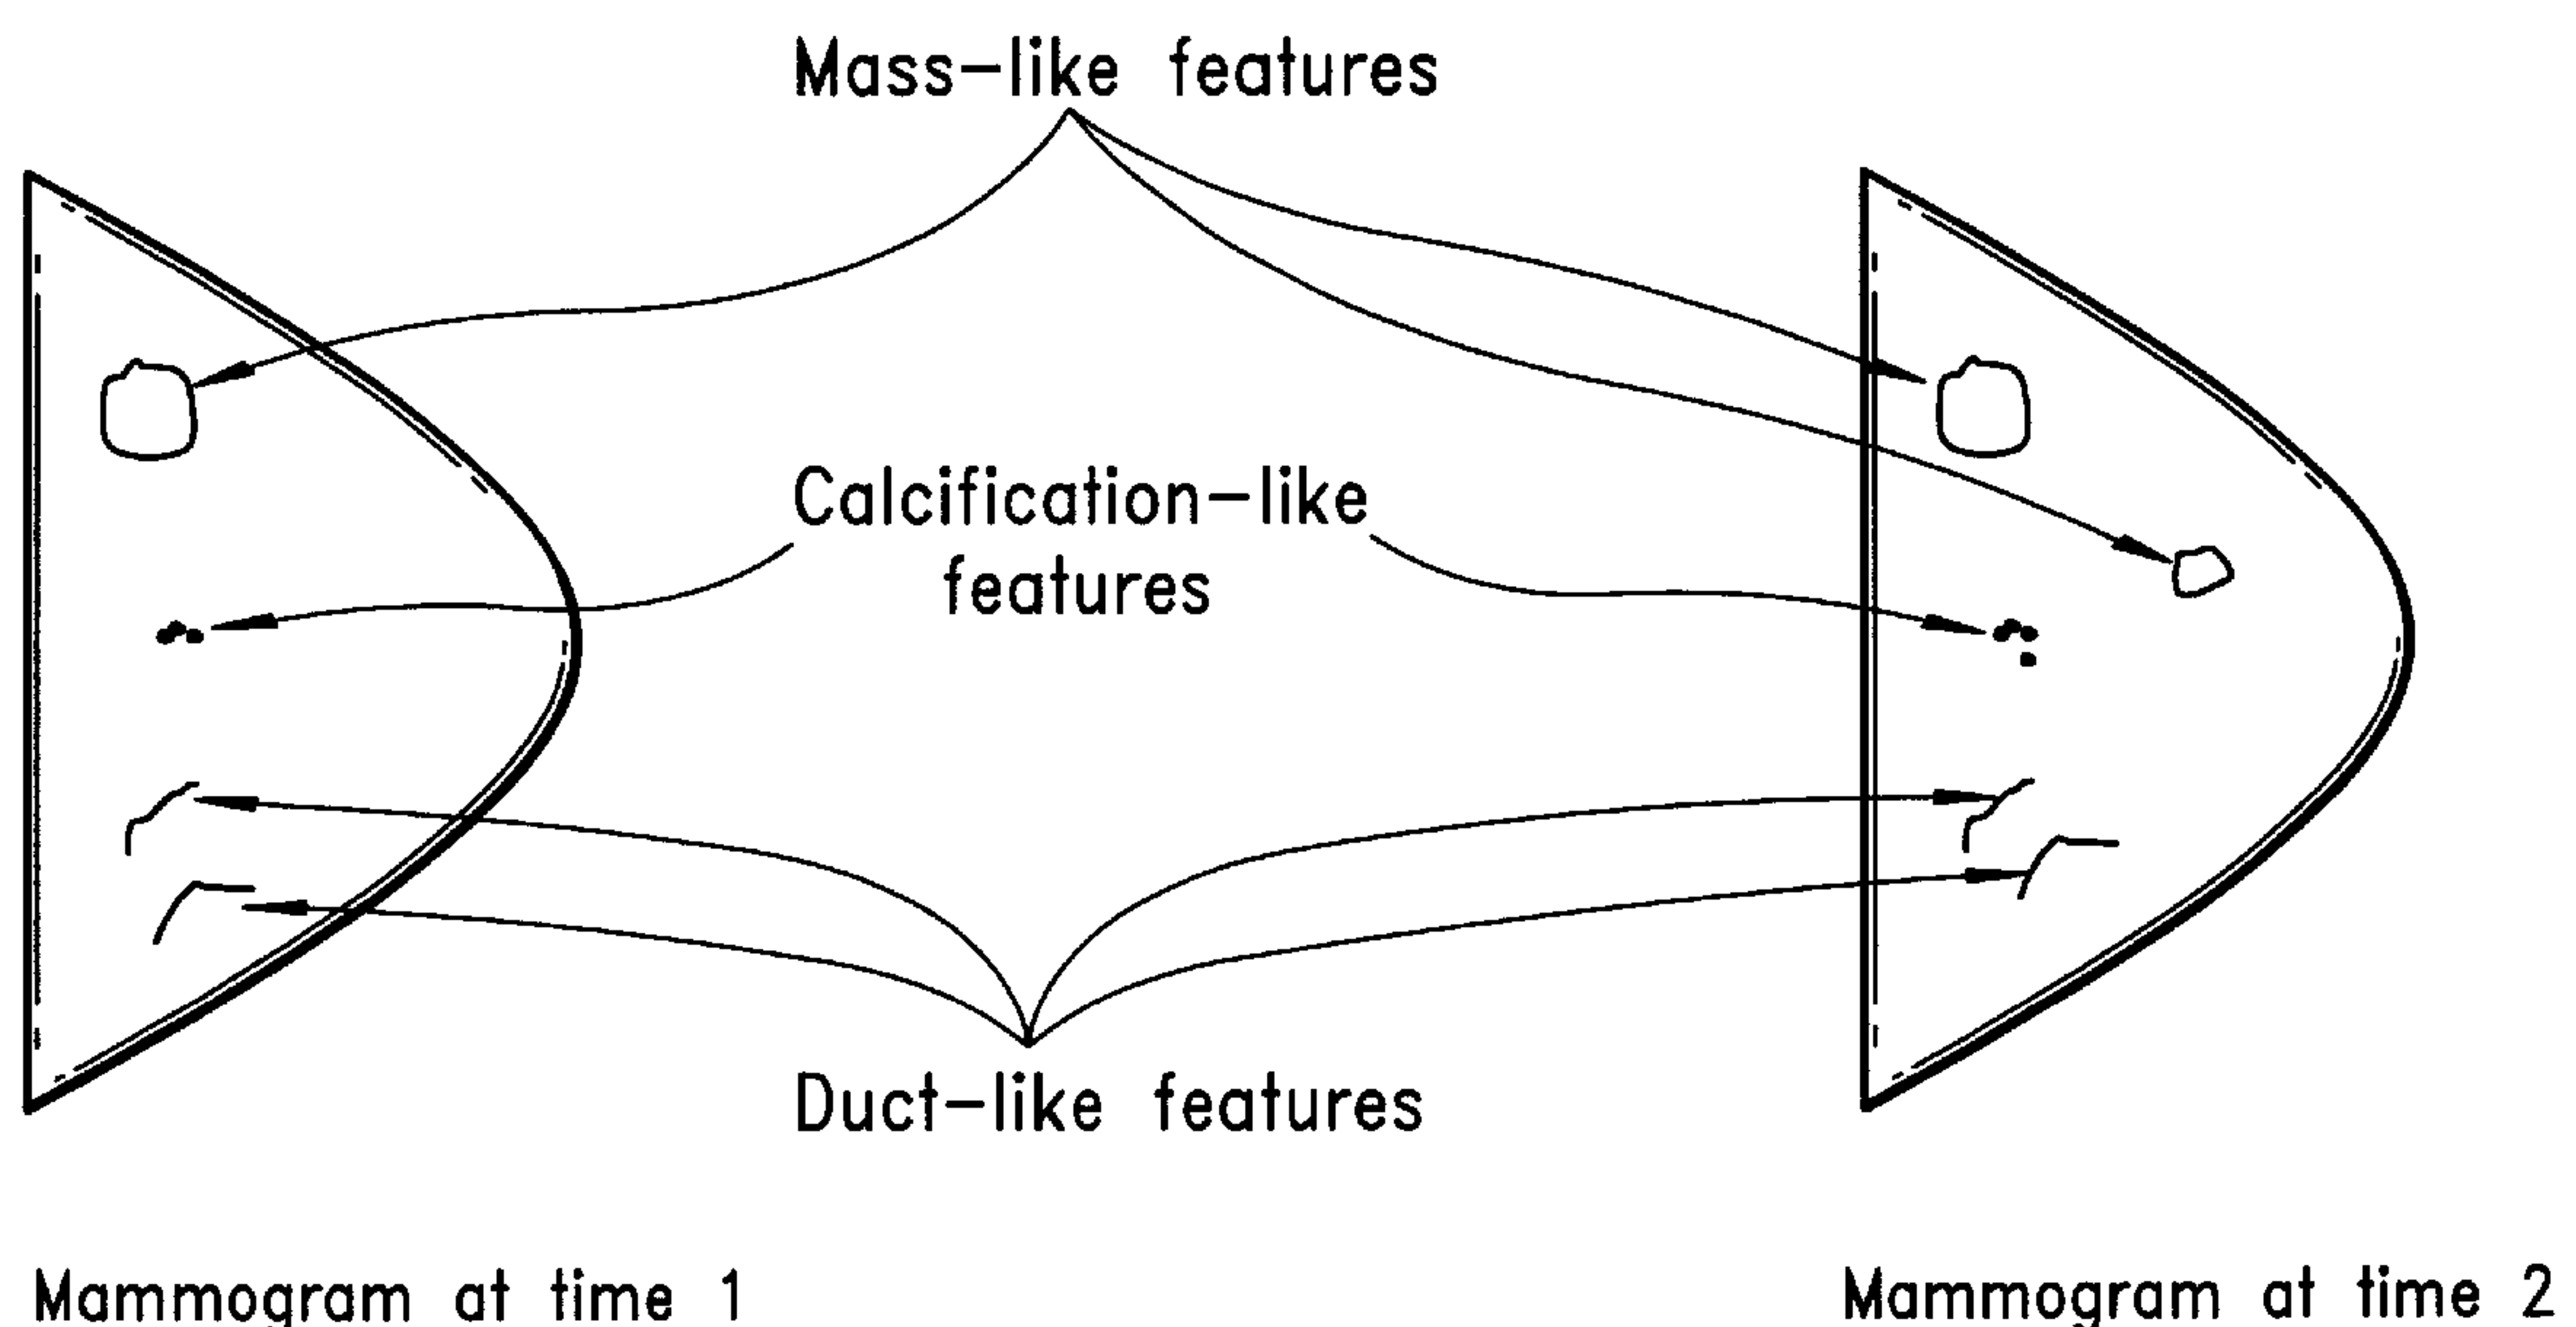 Mass-like features
Calcification-like
features
Duct-like features
Mammogram at time 1
Mammogram at time 2